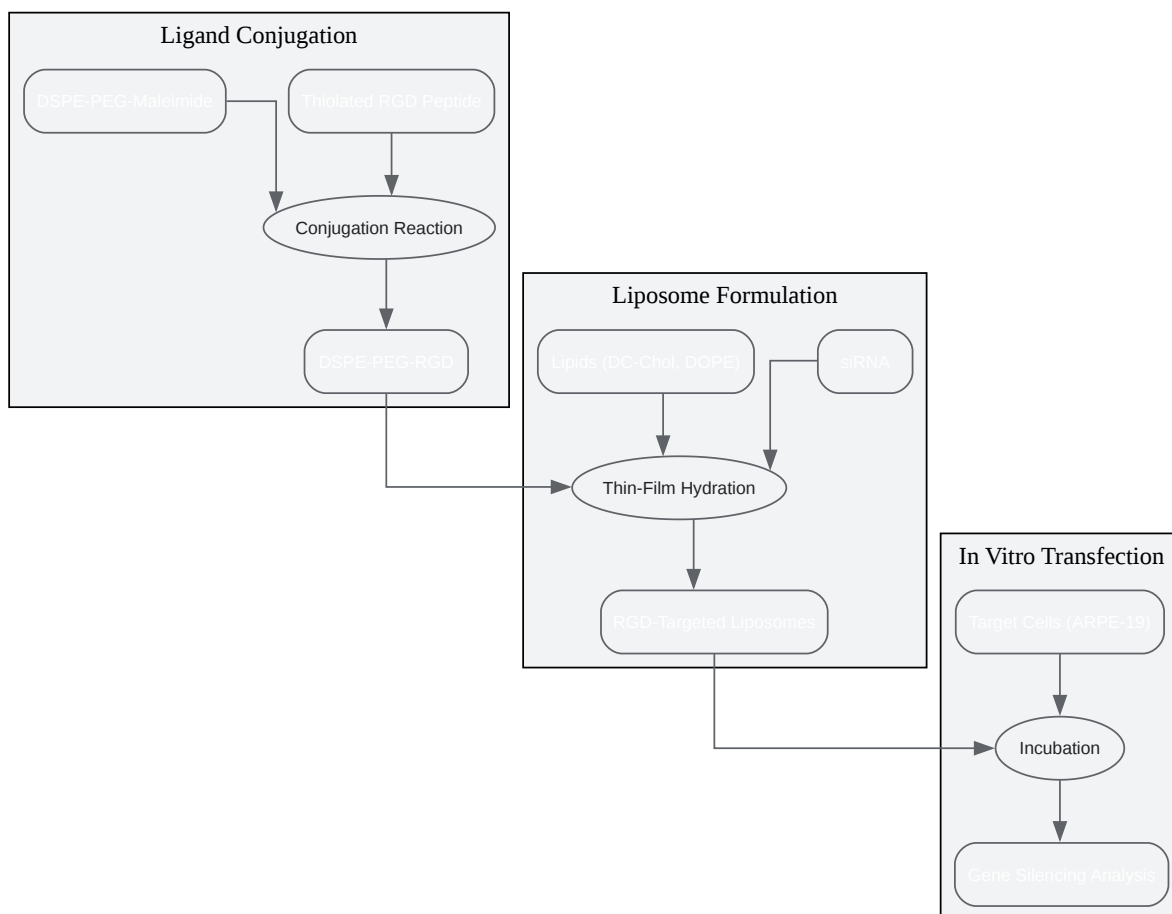 Ligand Conjugation
DSPE-PEG-Maleimide
Thiolated RGD Peptide
Conjugation Reaction
DSPE-PEG-RGD
Liposome Formulation
Lipids (DC-Chol, DOPE)
siRNA
Thin-Film Hydration
RGD-Targeted Liposomes
In Vitro Transfection
Target Cells (ARPE-19)
Incubation
Gene Silencing Analysis